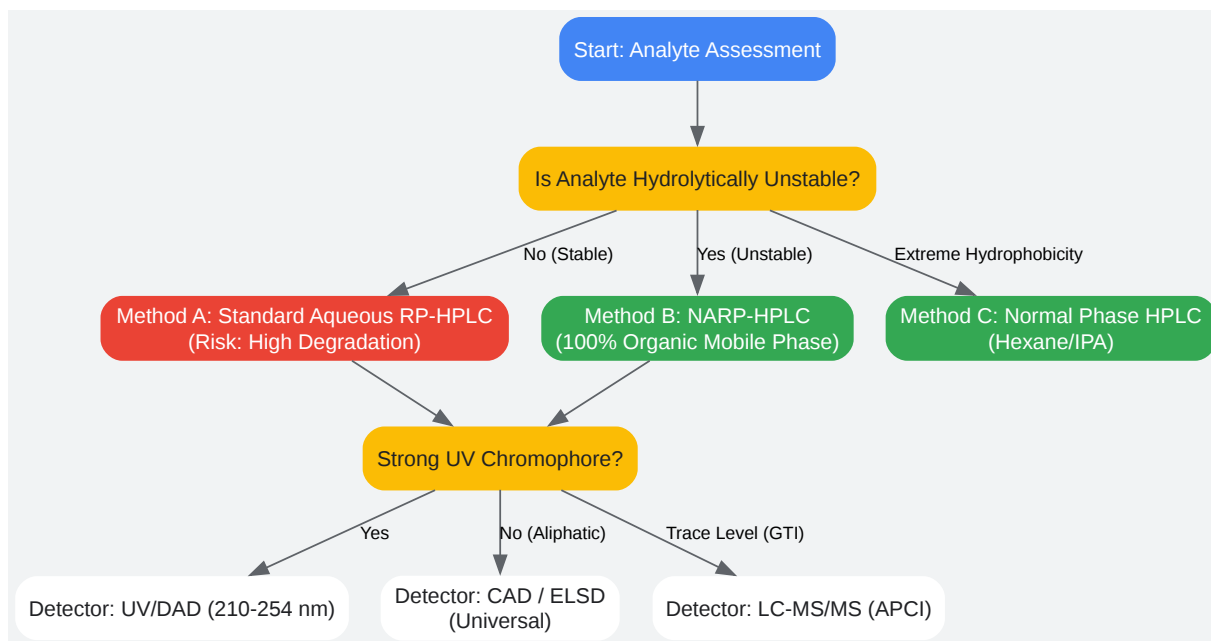 Start: Analyte Assessment
Is Analyte Hydrolytically Unstable?
No (Stable)
Yes (Unstable)
Extreme Hydrophobicity
Method A: Standard Aqueous RP-HPLC
(Risk: High Degradation)
Method B: NARP-HPLC
(100% Organic Mobile Phase)
Method C: Normal Phase HPLC
(Hexane/IPA)
Strong UV Chromophore?
Yes
No (Aliphatic)
Trace Level (GTI)
Detector: UV/DAD (210-254 nm)
Detector: CAD / ELSD
(Universal)
Detector: LC-MS/MS (APCI)